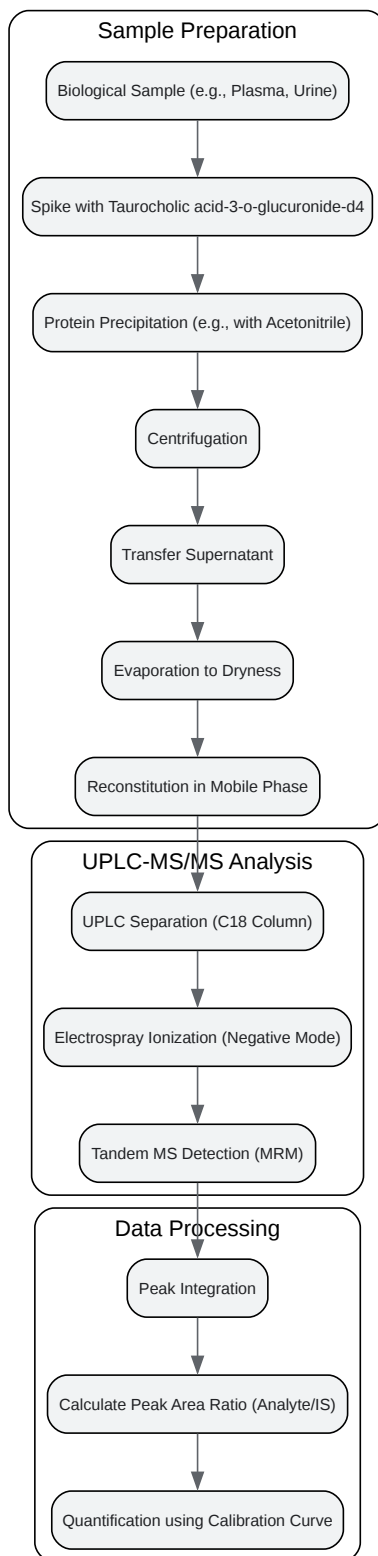 Sample Preparation
Biological Sample (e.g., Plasma, Urine)
Spike with Taurocholic acid-3-o-glucuronide-d4
Protein Precipitation (e.g., with Acetonitrile)
Centrifugation
Transfer Supernatant
Evaporation to Dryness
Reconstitution in Mobile Phase
UPLC-MS/MS Analysis
UPLC Separation (C18 Column)
Electrospray Ionization (Negative Mode)
Tandem MS Detection (MRM)
Data Processing
Peak Integration
Calculate Peak Area Ratio (Analyte/IS)
Quantification using Calibration Curve